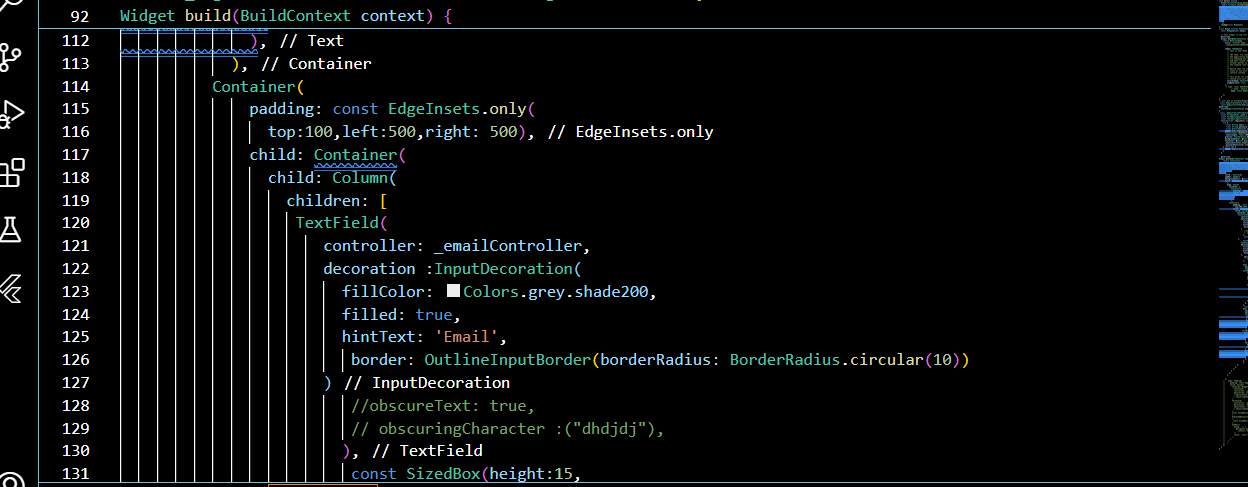 92 Widget build(BuildContext context) {
112 ), // Text
113 ), // Container
114 Container(
115 padding: const EdgeInsets.only(
116 top:100,left:500,right: 500), // EdgeInsets.only
117 child: Container(
118 child: Column(
119 children: [
120 TextField(
121 controller: _emailController,
122 decoration :InputDecoration(
123 fillColor: Colors.grey.shade200,
124 filled: true,
125 hintText: 'Email',
126 border: OutlineInputBorder(borderRadius: BorderRadius.circular(10))
127 ) // InputDecoration
128 //obscureText: true,
129 // obscuringCharacter :("dhdjdj"),
130 ), // TextField
131 const SizedBox(height:15,